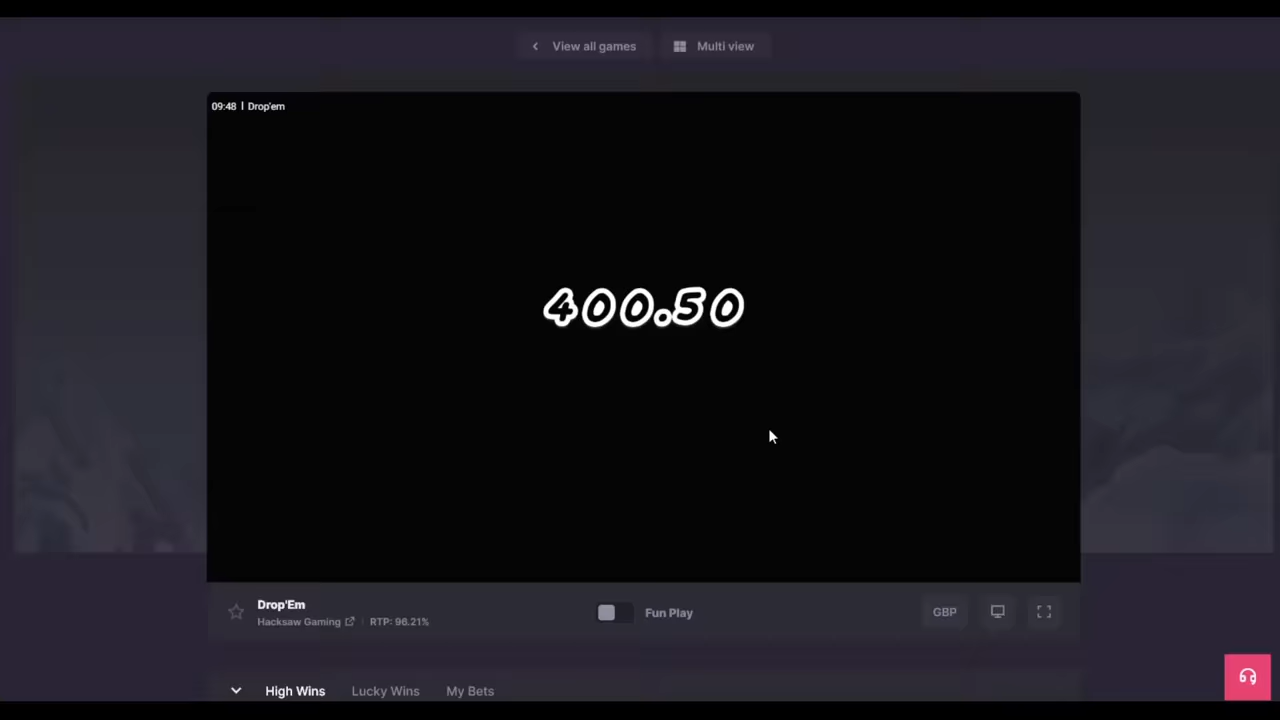 View all games
Multi view
09:48 | Drop'em
400.50
Drop'Em
Hacksaw Gaming
RTP: 96.21%
Fun Play
GBP
High Wins
Lucky Wins
My Bets